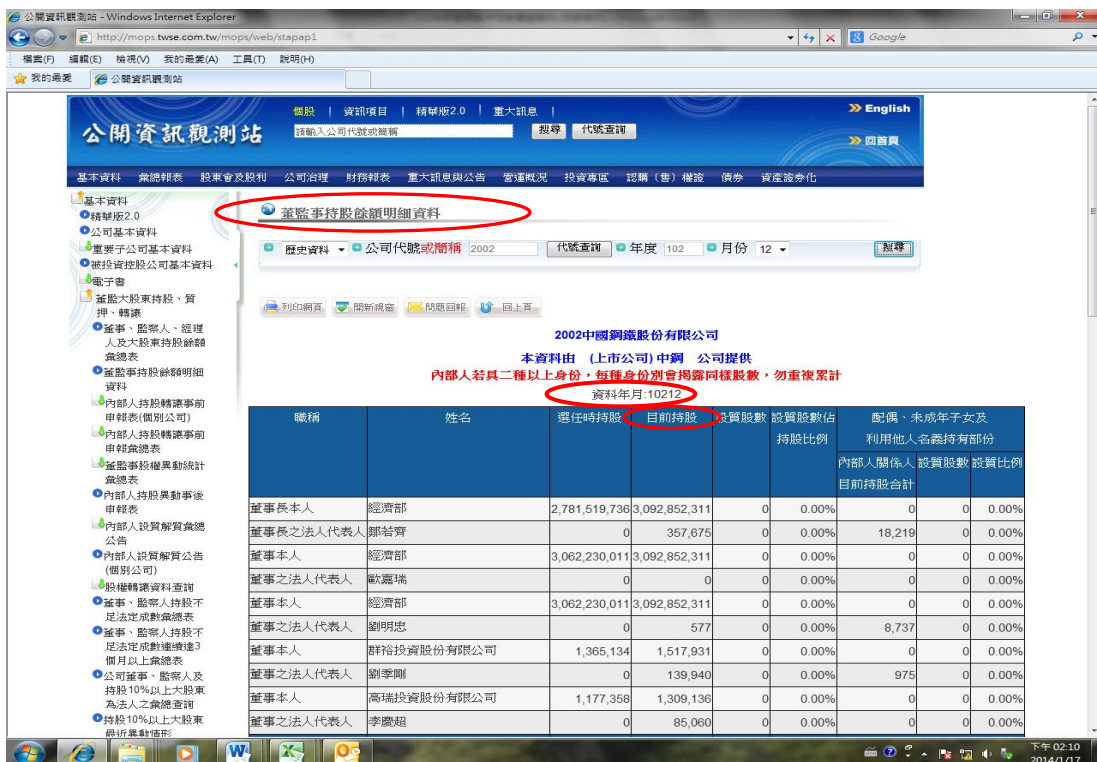 公開資訊觀測站 - Windows Internet Explorer
http://mops.twse.com.tw/mops/web/stapap1
Google
檔案(F) 編輯(E) 檢視(V) 我的最愛(A) 工具(T) 說明(H)
我的最愛 公開資訊觀測站
個股 | 資訊項目 | 精華版2.0 | 重大訊息 |
English
公開資訊觀測站
請輸入公司代號或簡稱 搜尋 代號查詢
回首頁
基本資料 彙總報表 股東會及股利 公司治理 財務報表 重大訊息與公告 營運概況 投資專區 認購(售)權證 債券 資產證券化
基本資料
精華版2.0
公司基本資料
重要子公司基本資料
被投資控股公司基本資料
電子書
董監大股東持股、質
押、轉讓
董事、監察人、經理
人及大股東持股餘額
彙總表
董監事持股餘額明細
資料
內部人持股轉讓事前
申報表(個別公司)
內部人持股轉讓事前
申報彙總表
董監事股權異動統計
彙總表
內部人持股異動事後
申報表
內部人設質解質彙總
公告
內部人設質解質公告
(個別公司)
股權轉讓資料查詢
董事、監察人持股不
足法定成數彙總表
董事、監察人持股不
足法定成數連續達3
個月以上彙總表
公司董事、監察人及
持股10%以上大股東
為法人之彙總查詢
持股10%以上大股東
最近異動情形
董監事持股餘額明細資料
歷史資料 公司代號或簡稱 2002 代號查詢 年度 102 月份 12 搜尋
列印網頁 開新視窗 問題回報 回上頁
2002中國鋼鐵股份有限公司
本資料由 (上市公司) 中鋼 公司提供
內部人若具二種以上身份,每種身份別會揭露同樣股數,勿重複累計
資料年月:10212
職稱 姓名 選任時持股 目前持股 設質股數 設質股數佔 配偶、未成年子女及
持股比例 利用他人名義持有部份
內部人關係人 設質股數 設質比例
目前持股合計
董事長本人 經濟部 2,781,519,736 3,092,852,311 0 0.00% 0 0 0.00%
董事長之法人代表人 鄒若齊 0 357,675 0 0.00% 18,219 0 0.00%
董事本人 經濟部 3,062,230,011 3,092,852,311 0 0.00% 0 0 0.00%
董事之法人代表人 歐嘉瑞 0 0 0 0.00% 0 0 0.00%
董事本人 經濟部 3,062,230,011 3,092,852,311 0 0.00% 0 0 0.00%
董事之法人代表人 劉明忠 0 577 0 0.00% 8,737 0 0.00%
董事本人 群裕投資股份有限公司 1,365,134 1,517,931 0 0.00% 0 0 0.00%
董事之法人代表人 劉季剛 0 139,940 0 0.00% 975 0 0.00%
董事本人 高瑞投資股份有限公司 1,177,358 1,309,136 0 0.00% 0 0 0.00%
董事之法人代表人 李慶超 0 85,060 0 0.00% 0 0 0.00%
下午 02:10
2014/1/17